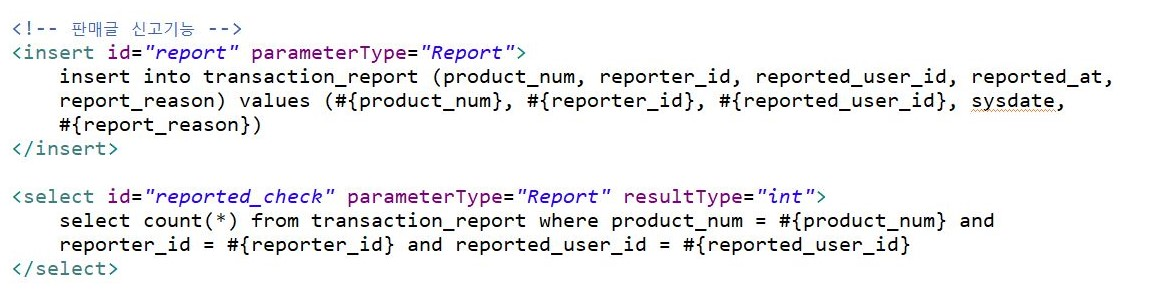 <!-- 판매글 신고기능 -->
<insert id="report" parameterType="Report">
insert into transaction_report (product_num, reporter_id, reported_user_id, reported_at,
report_reason) values (#{product_num}, #{reporter_id}, #{reported_user_id}, sysdate,
#{report_reason})
</insert>
<select id="reported_check" parameterType="Report" resultType="int">
select count(*) from transaction_report where product_num = #{product_num} and
reporter_id = #{reporter_id} and reported_user_id = #{reported_user_id}
</select>